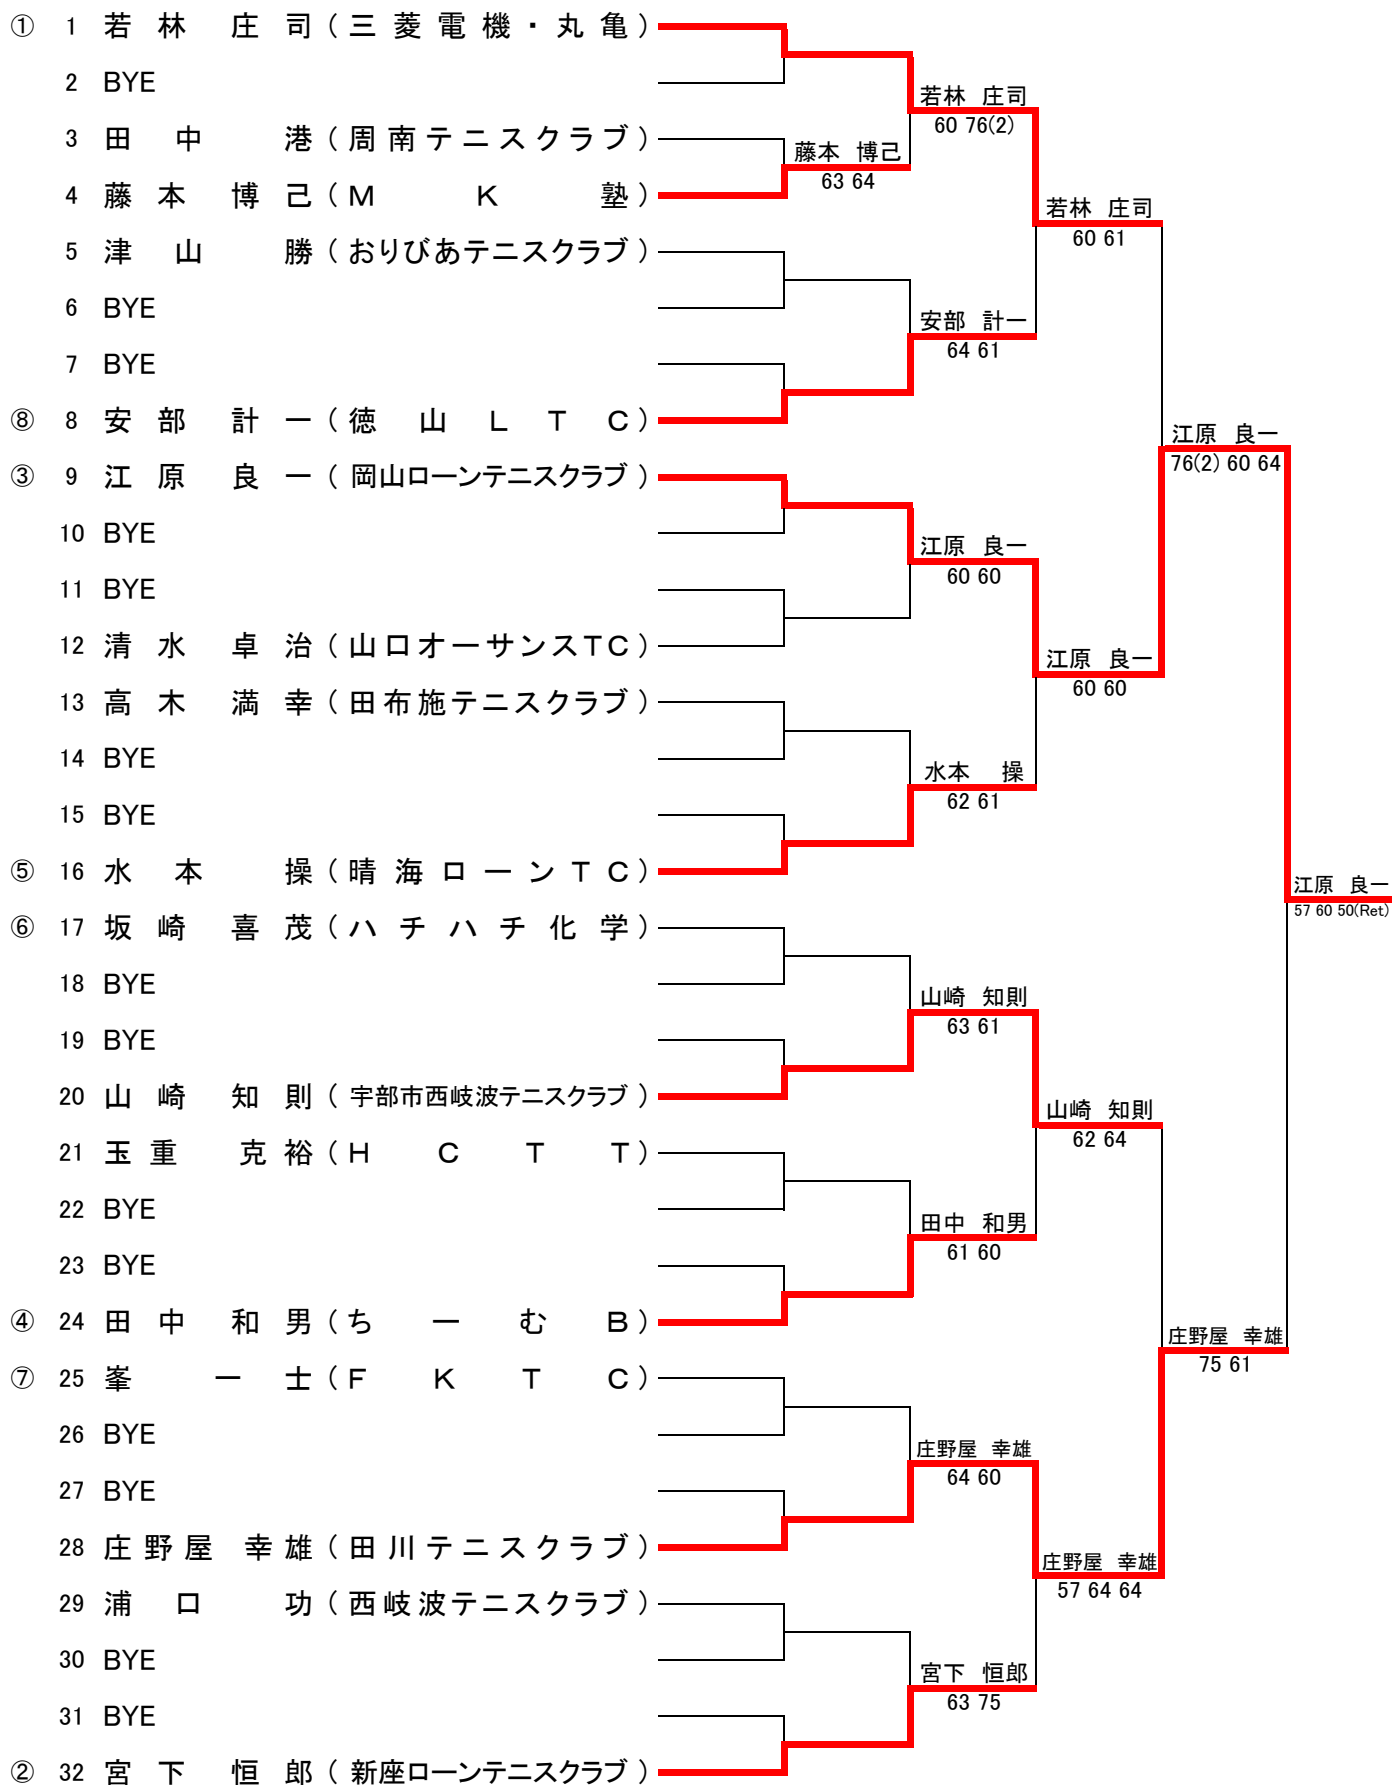 ① 1 若林 庄司(三菱電機・丸亀)
2 BYE
若林 庄司
60 76(2)
3 田中 港(周南テニスクラブ)
藤本 博己
63 64
4 藤本 博己(MK塾)
若林 庄司
60 61
5 津山 勝(おりびあテニスクラブ)
6 BYE
安部 計一
64 61
7 BYE
⑧ 8 安部 計一(徳山LTC)
江原 良一
76(2) 60 64
③ 9 江原 良一(岡山ローンテニスクラブ)
10 BYE
江原 良一
60 60
11 BYE
12 清水 卓治(山口オーサンスTC)
江原 良一
60 60
13 高木 満幸(田布施テニスクラブ)
14 BYE
水本 操
62 61
15 BYE
⑤ 16 水本 操(晴海ローンTC)
江原 良一
57 60 50(Ret)
⑥ 17 坂崎 喜茂(ハチハチ化学)
18 BYE
山崎 知則
63 61
19 BYE
20 山崎 知則(宇部市西岐波テニスクラブ)
山崎 知則
62 64
21 玉重 克裕(HCTT)
22 BYE
田中 和男
61 60
23 BYE
④ 24 田中 和男(ちーむB)
庄野屋 幸雄
75 61
⑦ 25 峯 一士(FKTC)
26 BYE
庄野屋 幸雄
64 60
27 BYE
28 庄野屋 幸雄(田川テニスクラブ)
庄野屋 幸雄
57 64 64
29 浦口 功(西岐波テニスクラブ)
30 BYE
宮下 恒郎
63 75
31 BYE
② 32 宮下 恒郎(新座ローンテニスクラブ)